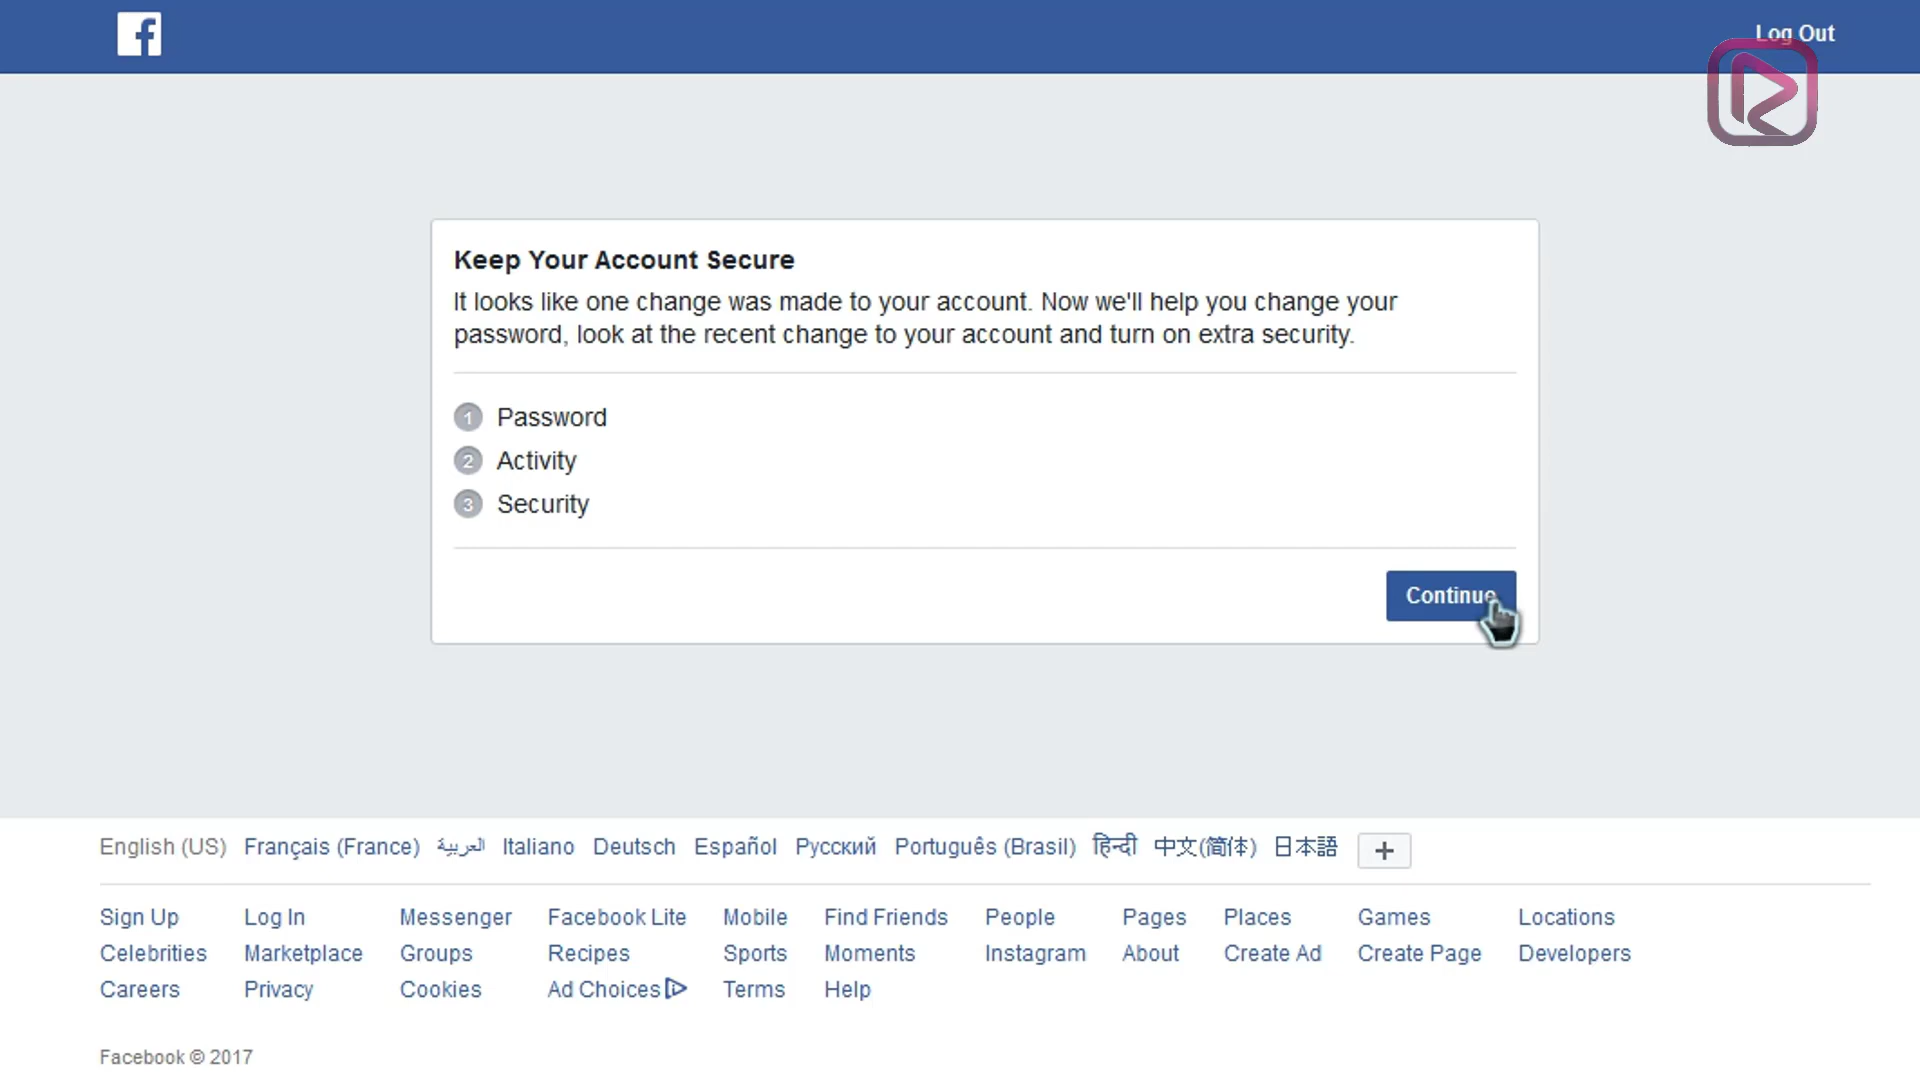 Log Out
Keep Your Account Secure
It looks like one change was made to your account. Now we'll help you change your
password, look at the recent change to your account and turn on extra security.
1 Password
2 Activity
3 Security
Continue
English (US) Français (France) العربية Italiano Deutsch Español Русский Português (Brasil) हिन्दी 中文(简体) 日本語 +
Sign Up Log In Messenger Facebook Lite Mobile Find Friends People Pages Places Games Locations
Celebrities Marketplace Groups Recipes Sports Moments Instagram About Create Ad Create Page Developers
Careers Privacy Cookies Ad Choices Terms Help
Facebook © 2017